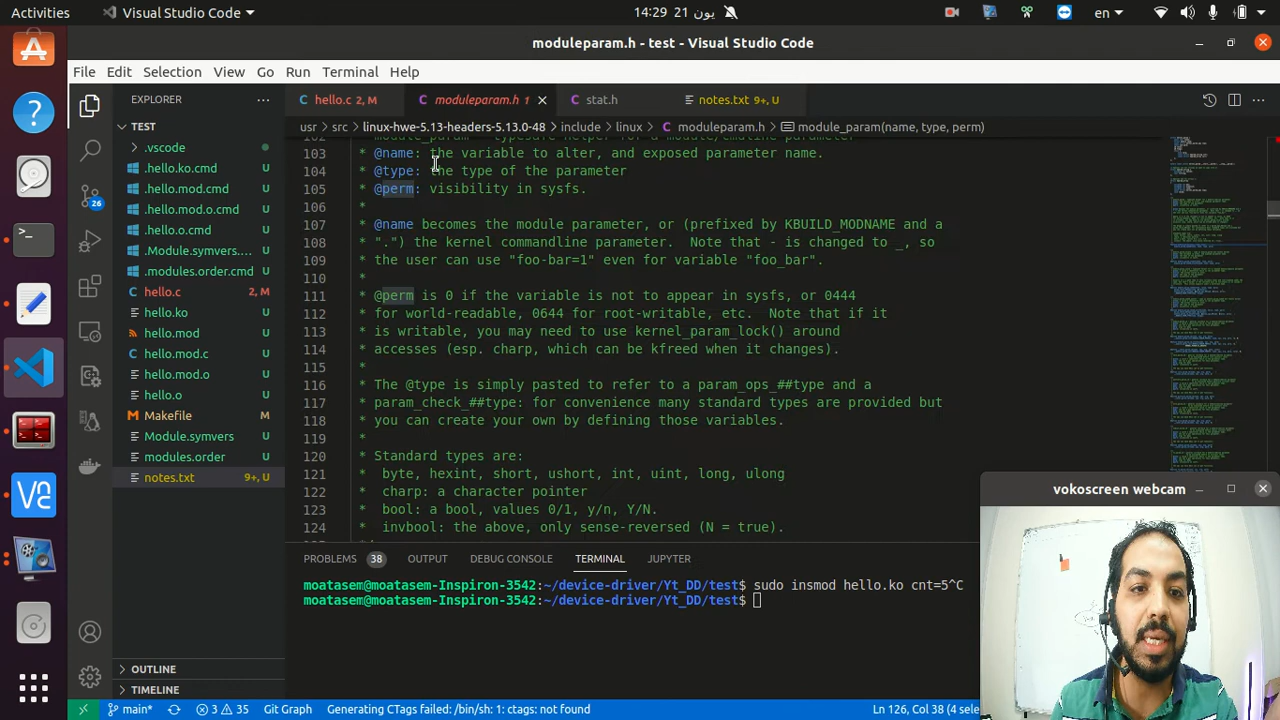 Activities
Visual Studio Code
14:29 21 يون
en
moduleparam.h - test - Visual Studio Code
File Edit Selection View Go Run Terminal Help
EXPLORER
hello.c 2, M
moduleparam.h 1
stat.h
notes.txt 9+, U
usr › src › linux-hwe-5.13-headers-5.13.0-48 › include › linux › moduleparam.h › module_param(name, type, perm)
TEST
.vscode
.hello.ko.cmd U
.hello.mod.cmd U
.hello.mod.o.cmd U
.hello.o.cmd U
.Module.symvers.... U
.modules.order.cmd U
hello.c 2, M
hello.ko U
hello.mod U
hello.mod.c U
hello.mod.o U
hello.o U
Makefile M
Module.symvers U
modules.order U
notes.txt 9+, U
OUTLINE
TIMELINE
26
102 * module_param - typesafe helper for a module/cmdline parameter
103 * @name: the variable to alter, and exposed parameter name.
104 * @type: the type of the parameter
105 * @perm: visibility in sysfs.
106 *
107 * @name becomes the module parameter, or (prefixed by KBUILD_MODNAME and a
108 * ".") the kernel commandline parameter. Note that - is changed to _, so
109 * the user can use "foo-bar=1" even for variable "foo_bar".
110 *
111 * @perm is 0 if the variable is not to appear in sysfs, or 0444
112 * for world-readable, 0644 for root-writable, etc. Note that if it
113 * is writable, you may need to use kernel_param_lock() around
114 * accesses (esp. charp, which can be kfreed when it changes).
115 *
116 * The @type is simply pasted to refer to a param_ops_##type and a
117 * param_check_##type: for convenience many standard types are provided but
118 * you can create your own by defining those variables.
119 *
120 * Standard types are:
121 * byte, hexint, short, ushort, int, uint, long, ulong
122 * charp: a character pointer
123 * bool: a bool, values 0/1, y/n, Y/N.
124 * invbool: the above, only sense-reversed (N = true).
PROBLEMS 38 OUTPUT DEBUG CONSOLE TERMINAL JUPYTER
moatasem@moatasem-Inspiron-3542:~/device-driver/Yt_DD/test$ sudo insmod hello.ko cnt=5^C
moatasem@moatasem-Inspiron-3542:~/device-driver/Yt_DD/test$
vokoscreen webcam
main* 3 35 Git Graph Generating CTags failed: /bin/sh: 1: ctags: not found
Ln 126, Col 38 (4 sele